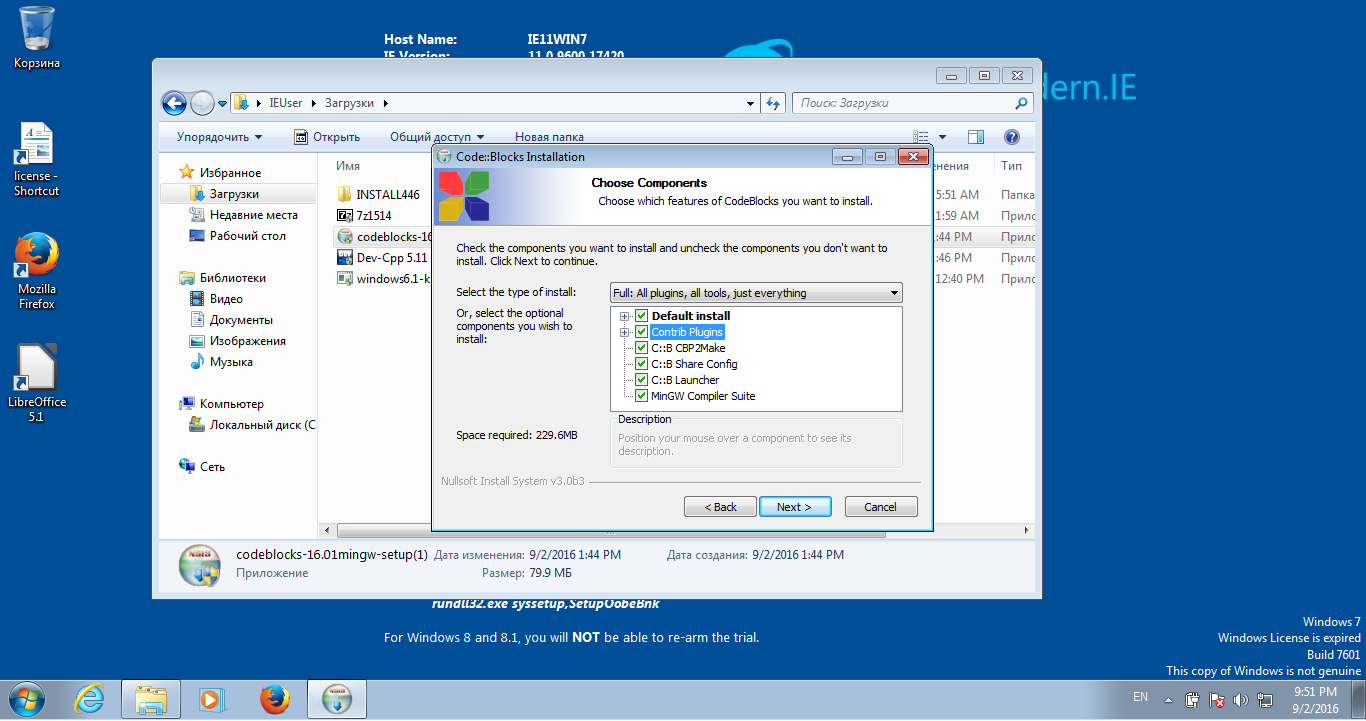 Корзина
license -
Shortcut
Mozilla
Firefox
LibreOffice
5.1
Host Name: IE11WIN7
dern.IE
IEUser Загрузки
Поиск: Загрузки
Упорядочить Открыть Общий доступ Новая папка
Избранное
Загрузки
Недавние места
Рабочий стол
Библиотеки
Видео
Документы
Изображения
Музыка
Компьютер
Локальный диск (C
Сеть
Имя
INSTALL446
7z1514
codeblocks-16
Dev-Cpp 5.11
windows6.1-k
енения Тип
5:51 AM Папка
1:59 AM Прило
:44 PM Прило
:46 PM Прило
12:40 PM Прило
Code::Blocks Installation
Choose Components
Choose which features of CodeBlocks you want to install.
Check the components you want to install and uncheck the components you don't want to
install. Click Next to continue.
Select the type of install: Full: All plugins, all tools, just everything
Or, select the optional
components you wish to
install:
Default install
Contrib Plugins
C::B CBP2Make
C::B Share Config
C::B Launcher
MinGW Compiler Suite
Space required: 229.6MB
Description
Position your mouse over a component to see its
description.
Nullsoft Install System v3.0b3
< Back Next > Cancel
codeblocks-16.01mingw-setup(1) Дата изменения: 9/2/2016 1:44 PM Дата создания: 9/2/2016 1:44 PM
Приложение Размер: 79.9 МБ
rundll32.exe syssetup,SetupOobeBnk
For Windows 8 and 8.1, you will NOT be able to re-arm the trial.
Windows 7
Windows License is expired
Build 7601
This copy of Windows is not genuine
EN
9:51 PM
9/2/2016